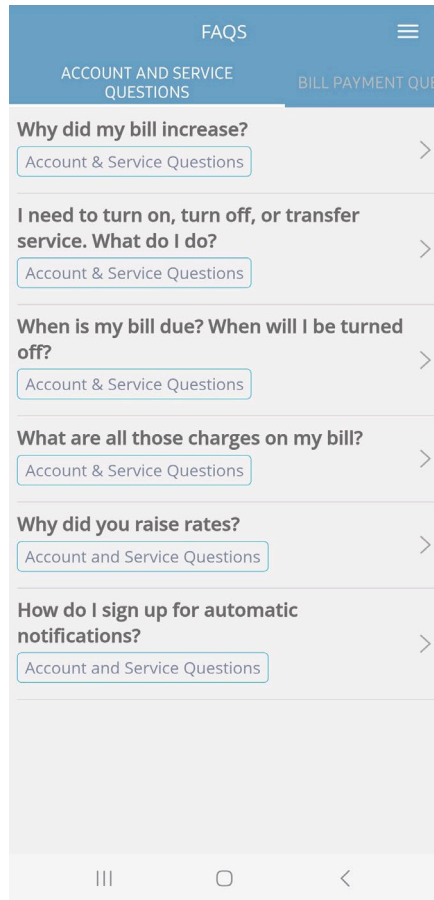 FAQS
ACCOUNT AND SERVICE
QUESTIONS
BILL PAYMENT QUE
Why did my bill increase?
Account & Service Questions
I need to turn on, turn off, or transfer
service. What do I do?
Account & Service Questions
When is my bill due? When will I be turned
off?
Account & Service Questions
What are all those charges on my bill?
Account & Service Questions
Why did you raise rates?
Account and Service Questions
How do I sign up for automatic
notifications?
Account and Service Questions